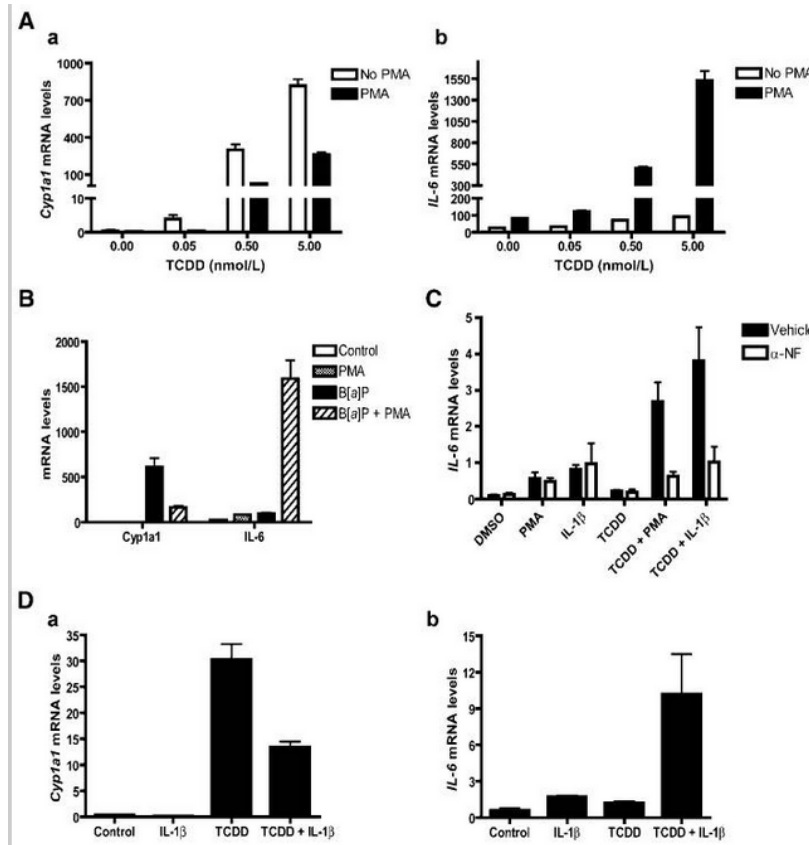 A
a
Cyp1a1 mRNA levels
1000
700
400
100
10
0
No PMA
PMA
0.00 0.05 0.50 5.00
TCDD (nmol/L)
b
IL-6 mRNA levels
1550
1300
1050
800
550
300
200
100
0
No PMA
PMA
0.00 0.05 0.50 5.00
TCDD (nmol/L)
B
mRNA levels
2000
1500
1000
500
0
Control
PMA
B[a]P
B[a]P + PMA
Cyp1a1 IL-6
C
IL-6 mRNA levels
5
4
3
2
1
0
Vehicle
α-NF
DMSO
PMA
IL-1β
TCDD
TCDD + PMA
TCDD + IL-1β
D
a
Cyp1a1 mRNA levels
35
30
25
20
15
10
5
0
Control IL-1β TCDD TCDD + IL-1β
b
IL-6 mRNA levels
15
12
9
6
3
0
Control IL-1β TCDD TCDD + IL-1β